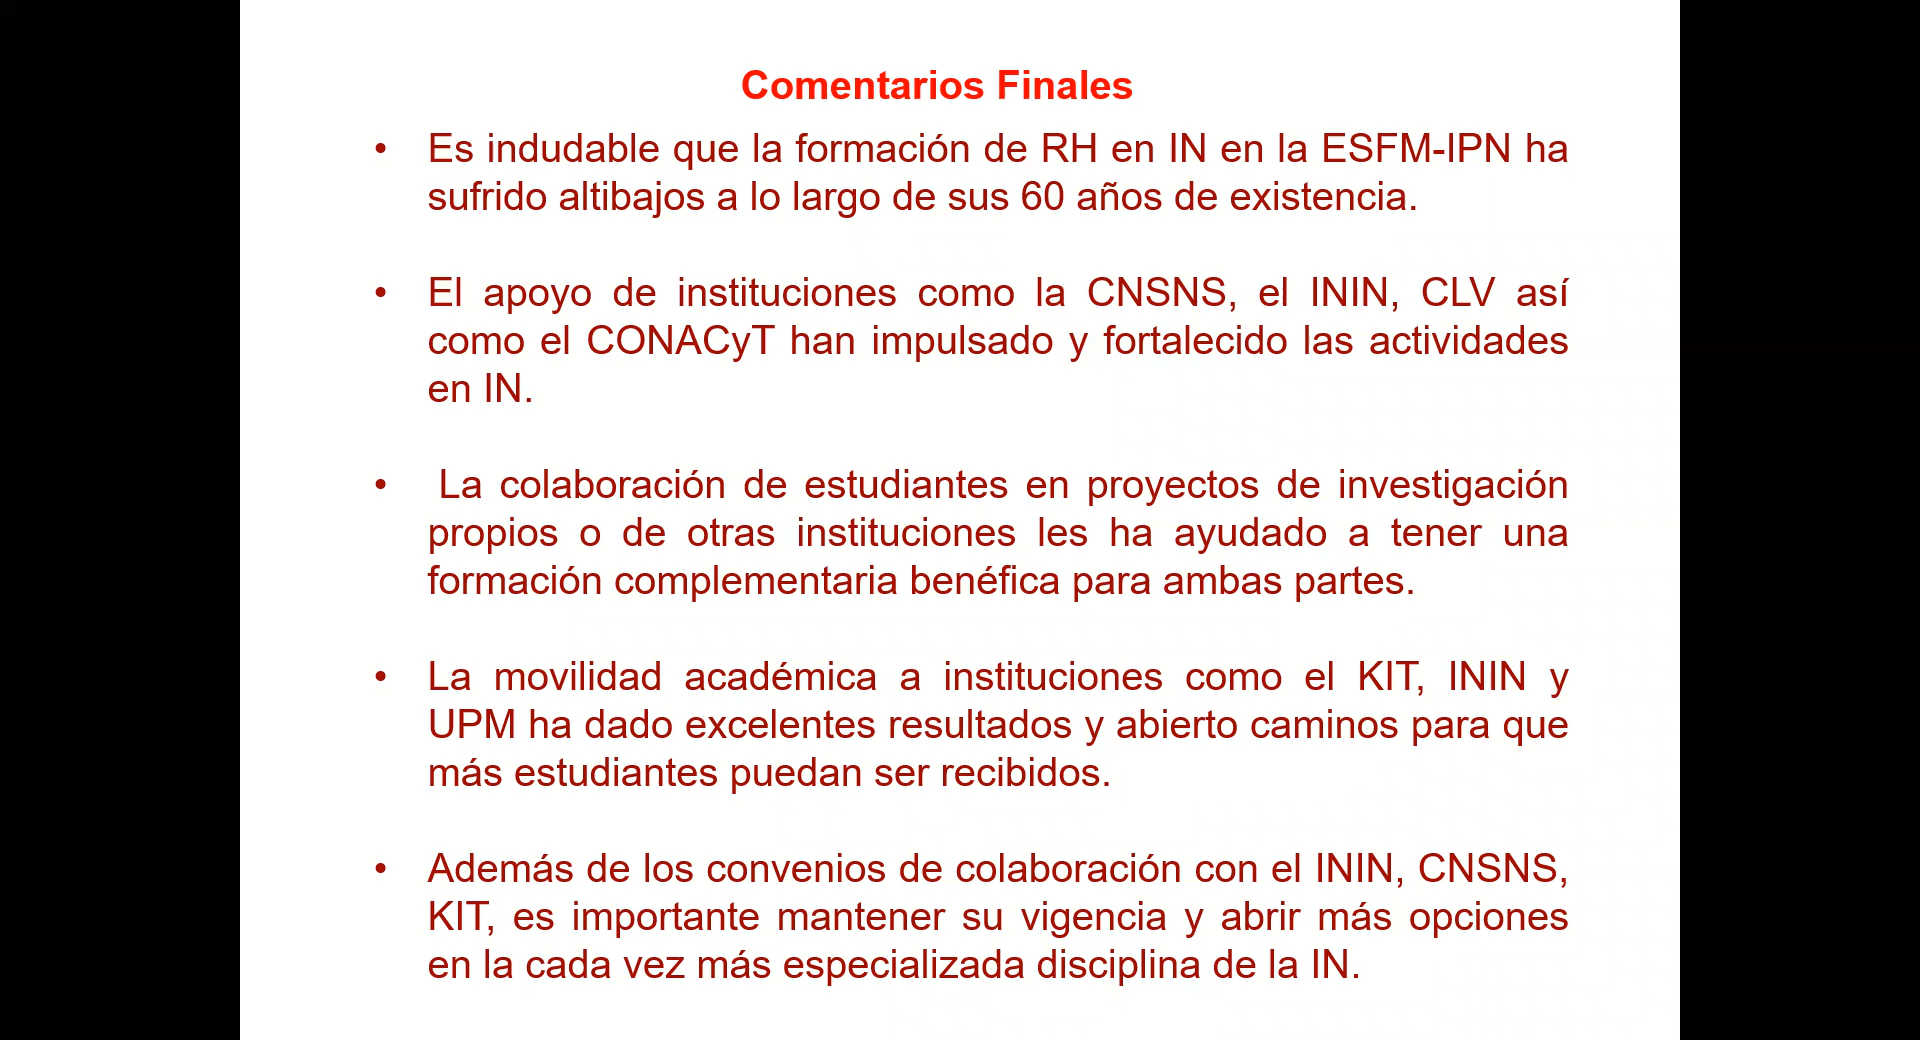 Comentarios Finales
• Es indudable que la formación de RH en IN en la ESFM-IPN ha
sufrido altibajos a lo largo de sus 60 años de existencia.
• El apoyo de instituciones como la CNSNS, el ININ, CLV así
como el CONACyT han impulsado y fortalecido las actividades
en IN.
• La colaboración de estudiantes en proyectos de investigación
propios o de otras instituciones les ha ayudado a tener una
formación complementaria benéfica para ambas partes.
• La movilidad académica a instituciones como el KIT, ININ y
UPM ha dado excelentes resultados y abierto caminos para que
más estudiantes puedan ser recibidos.
• Además de los convenios de colaboración con el ININ, CNSNS,
KIT, es importante mantener su vigencia y abrir más opciones
en la cada vez más especializada disciplina de la IN.